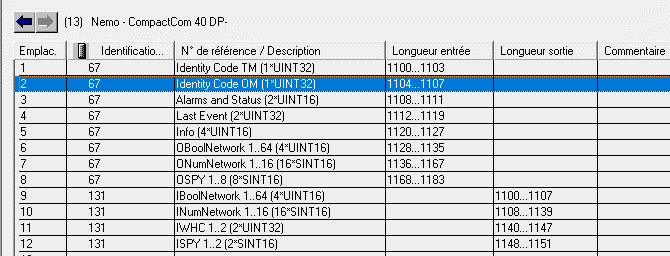 (13) Nemo - CompactCom 40 DP-
Emplac. Identificatio... N° de référence / Description Longueur entrée Longueur sortie Commentaire
1 67 Identity Code TM (1*UINT32) 1100...1103
2 67 Identity Code OM (1*UINT32) 1104...1107
3 67 Alarms and Status (2*UINT16) 1108...1111
4 67 Last Event (2*UINT32) 1112...1119
5 67 Info (4*UINT16) 1120...1127
6 67 OBoolNetwork 1..64 (4*UINT16) 1128...1135
7 67 ONumNetwork 1..16 (16*SINT16) 1136...1167
8 67 OSPY 1..8 (8*SINT16) 1168...1183
9 131 IBoolNetwork 1..64 (4*UINT16) 1100...1107
10 131 INumNetwork 1..16 (16*SINT16) 1108...1139
11 131 IWHC 1..2 (2*UINT32) 1140...1147
12 131 ISPY 1..2 (2*SINT16) 1148...1151